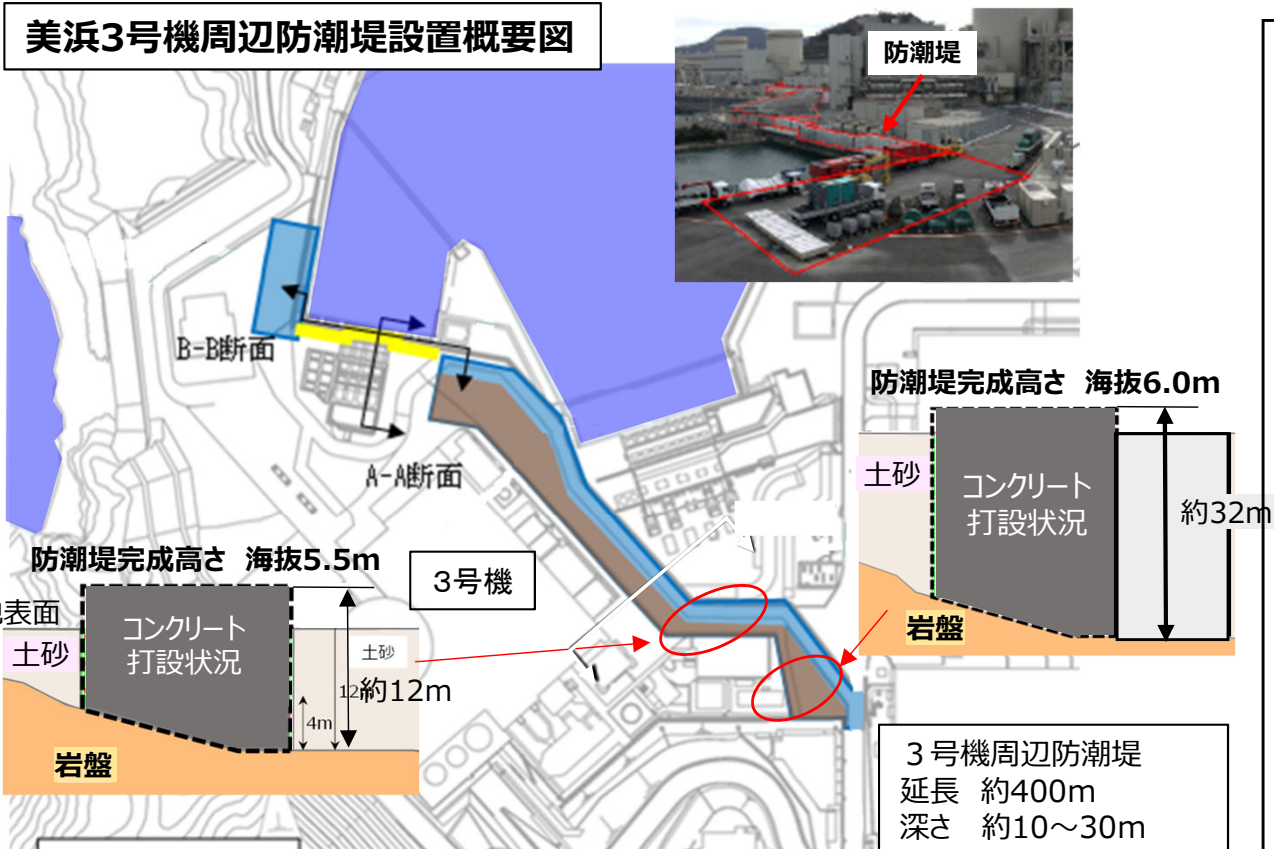 美浜3号機周辺防潮堤設置概要図
防潮堤
B-B断面
A-A断面
防潮堤完成高さ 海抜6.0m
土砂
コンクリート
打設状況
約32m
岩盤
防潮堤完成高さ 海抜5.5m
3号機
表面
土砂
コンクリート
打設状況
土砂
約12m
4m
岩盤
3号機周辺防潮堤
延長 約400m
深さ 約10～30m